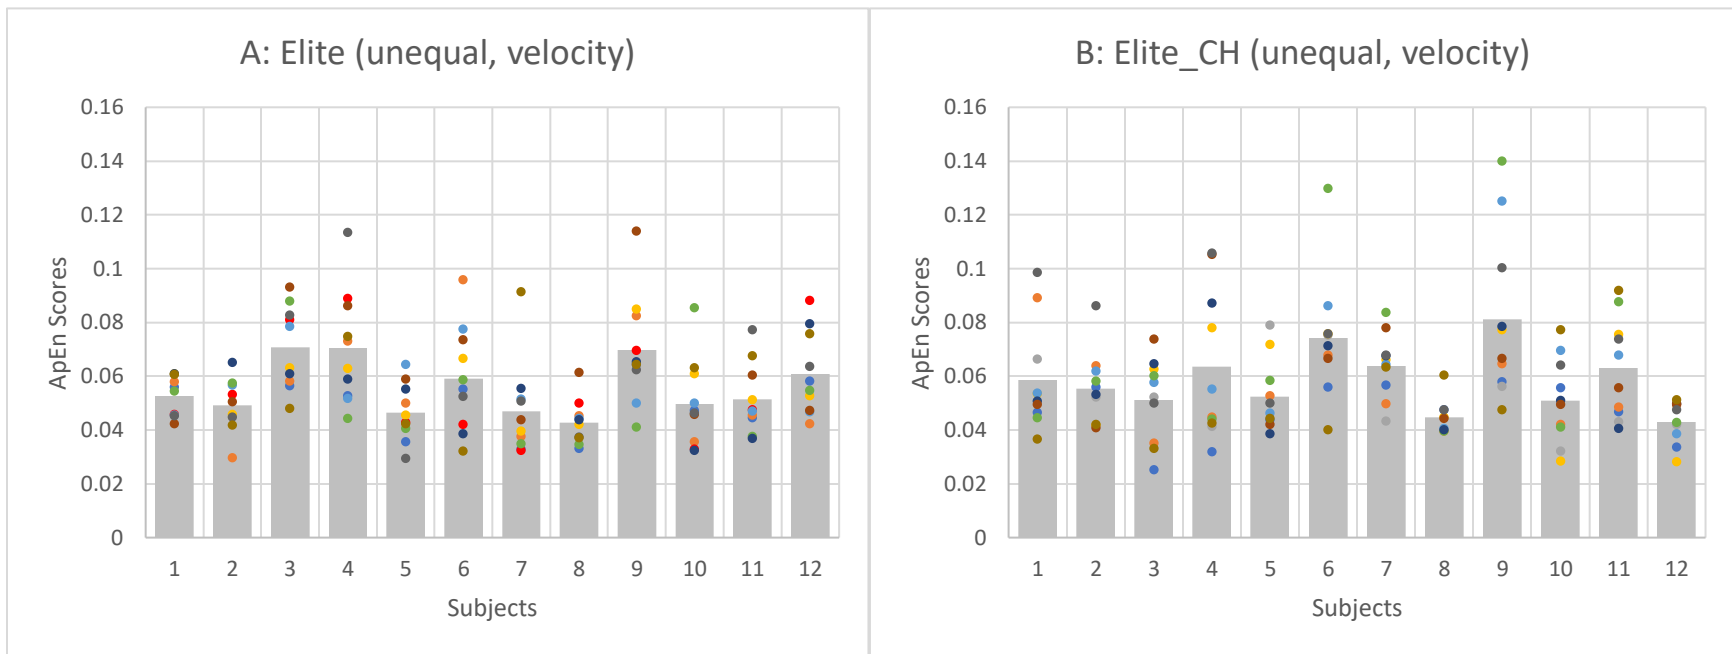 A: Elite (unequal, velocity)
0.16
0.14
0.12
0.1
0.08
0.06
0.04
0.02
0
ApEn Scores
1 2 3 4 5 6 7 8 9 10 11 12
Subjects
B: Elite_CH (unequal, velocity)
0.16
0.14
0.12
0.1
0.08
0.06
0.04
0.02
0
ApEn Scores
1 2 3 4 5 6 7 8 9 10 11 12
Subjects